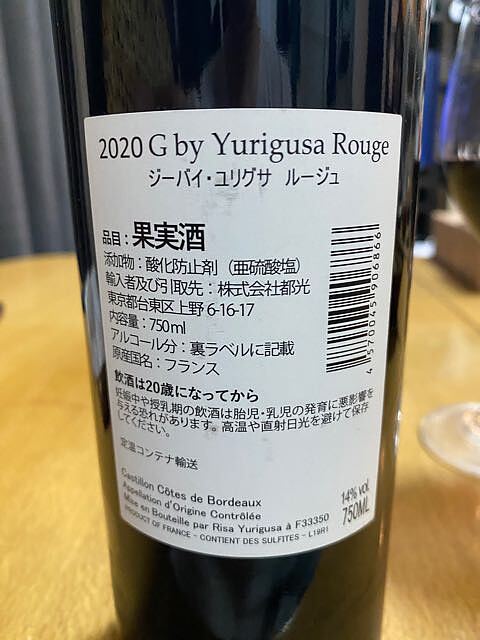 2020 G by Yurigusa Rouge
ジーバイ・ユリグサ ルージュ
品目：果実酒
添加物：酸化防止剤（亜硫酸塩）
輸入者及び引取先：株式会社都光
東京都台東区上野 6-16-17
内容量：750ml
アルコール分：裏ラベルに記載
原産国名：フランス
飲酒は20歳になってから
妊娠中や授乳期の飲酒は胎児・乳児の発育に悪影響を
与える恐れがあります。高温や直射日光を避けて保存
してください。
定温コンテナ輸送
4 570045 906866
Castillon Côtes de Bordeaux
Appellation d'Origine Contrôlée
Mise en Bouteille par Risa Yurigusa à F33350
PRODUCT OF FRANCE - CONTIENT DES SULFITES - L19R1
14% vol.
750ML